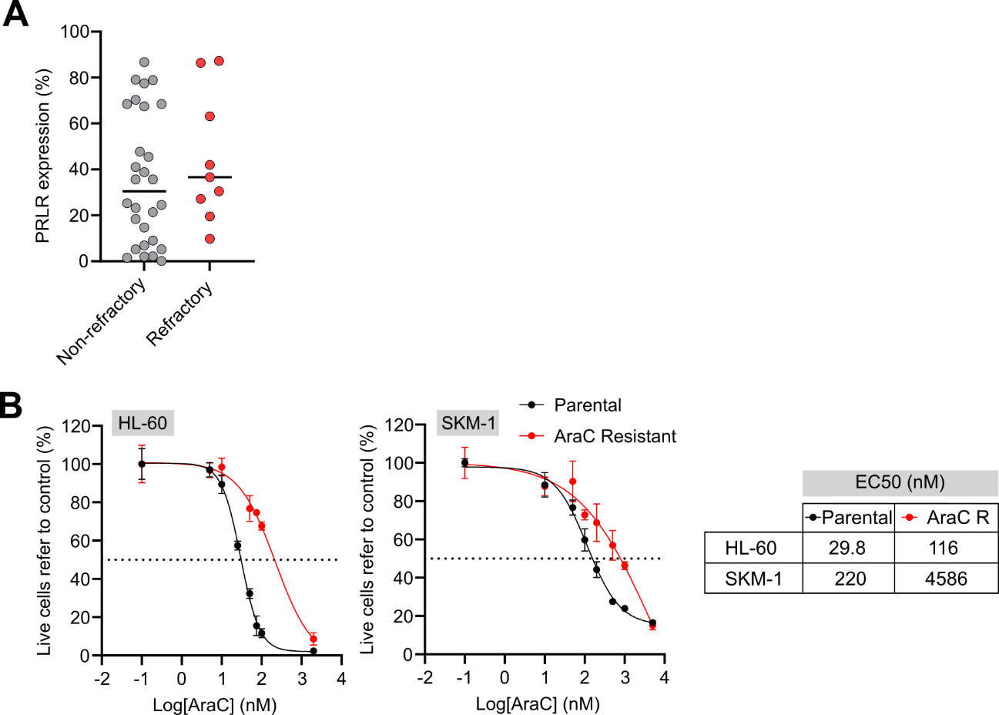 A
100
80
60
40
20
0
PRLR expression (%)
Non-refractory
Refractory
B
HL-60
120
100
80
60
40
20
0
Live cells refer to control (%)
-2 -1 0 1 2 3 4
Log[AraC] (nM)
SKM-1
Parental
AraC Resistant
120
100
80
60
40
20
0
Live cells refer to control (%)
-2 -1 0 1 2 3 4
Log[AraC] (nM)
EC50 (nM)
Parental AraC R
HL-60 29.8 116
SKM-1 220 4586